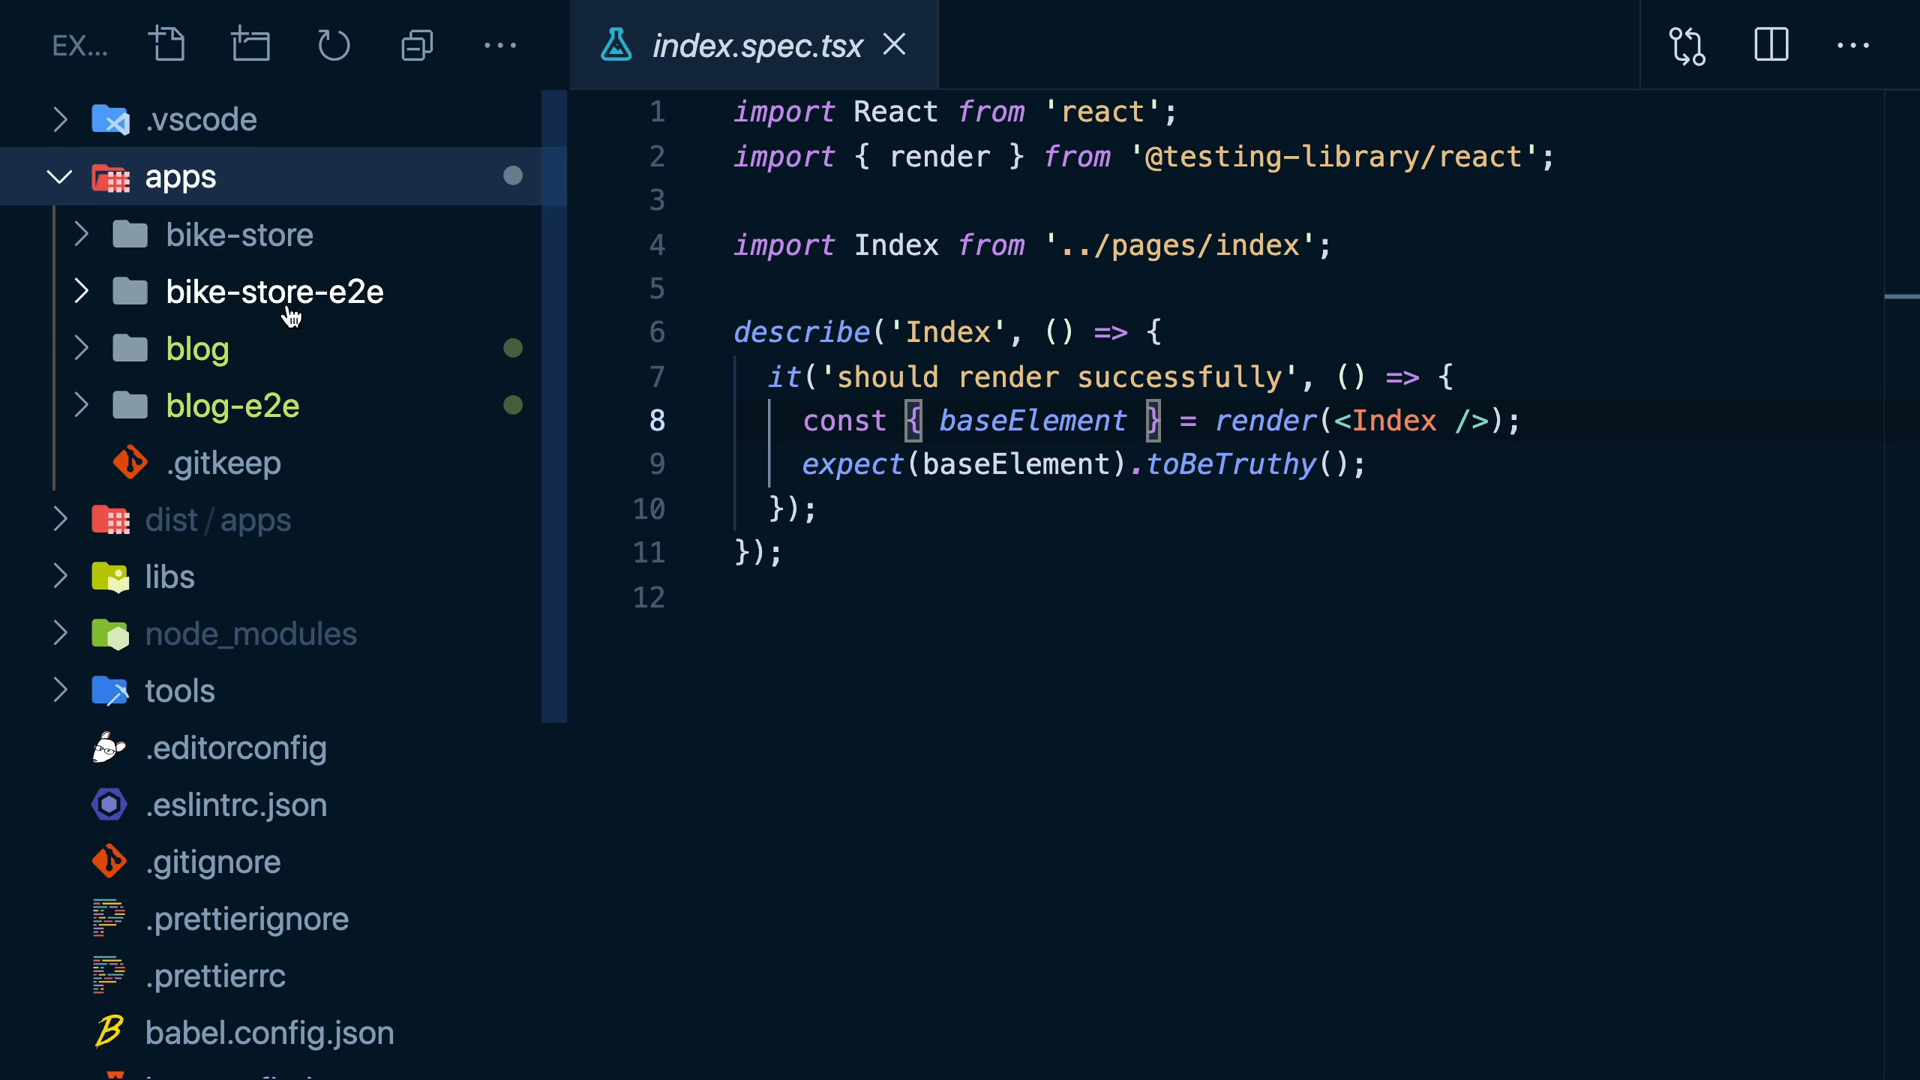 EX...
.vscode
apps
bike-store
bike-store-e2e
blog
blog-e2e
.gitkeep
dist / apps
libs
node_modules
tools
.editorconfig
.eslintrc.json
.gitignore
.prettierignore
.prettierrc
babel.config.json
index.spec.tsx
1 import React from 'react';
2 import { render } from '@testing-library/react';
3
4 import Index from '../pages/index';
5
6 describe('Index', () => {
7 it('should render successfully', () => {
8 const { baseElement } = render(<Index />);
9 expect(baseElement).toBeTruthy();
10 });
11 });
12